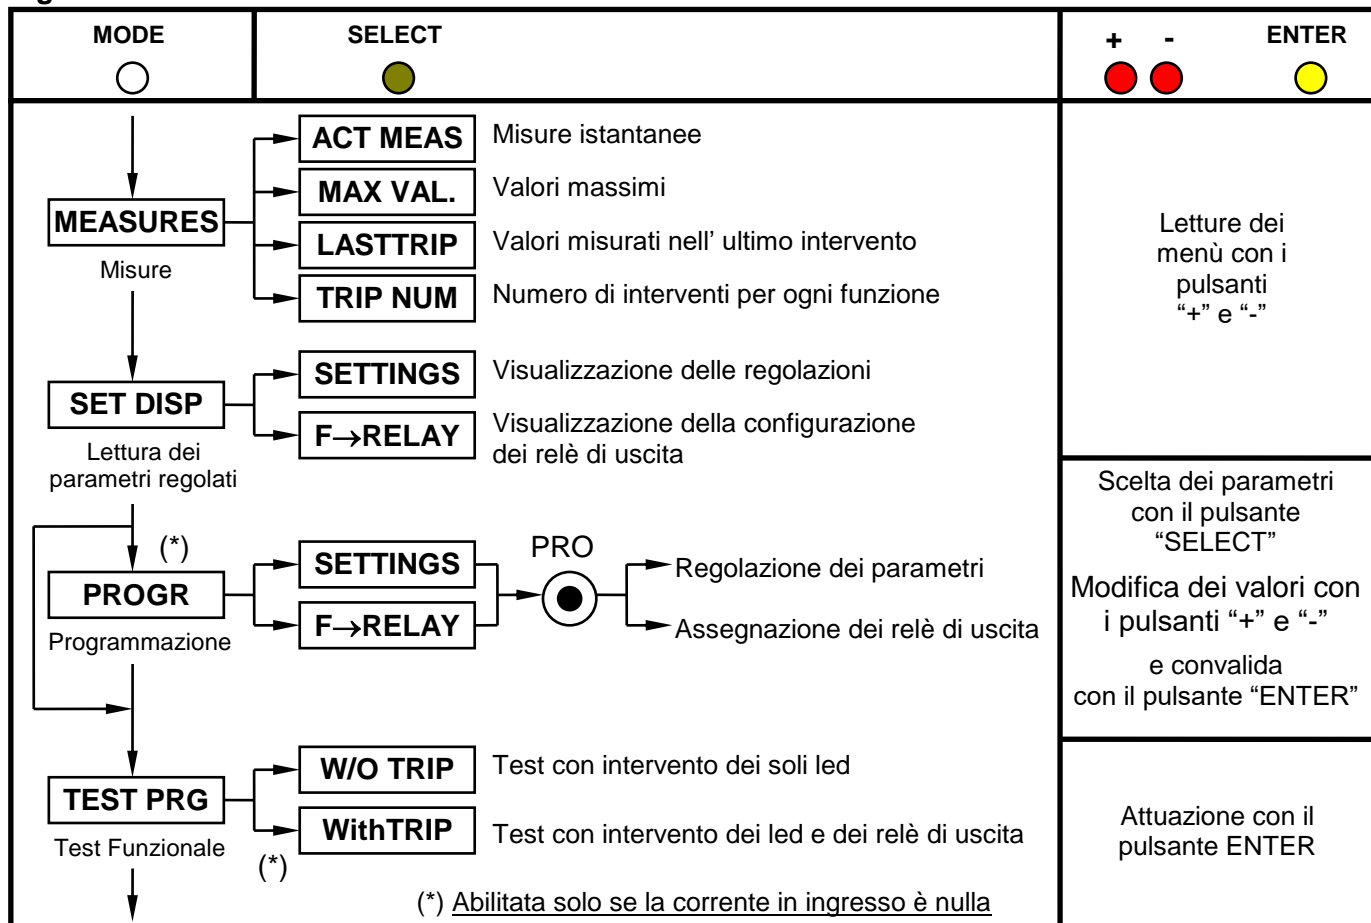 MODE
SELECT
+ - ENTER
ACT MEAS Misure istantanee
MAX VAL. Valori massimi
MEASURES
LASTTRIP Valori misurati nell’ ultimo intervento
Misure
TRIP NUM Numero di interventi per ogni funzione
Letture dei
menù con i
pulsanti
“+” e “-”
SETTINGS Visualizzazione delle regolazioni
SET DISP
F→RELAY Visualizzazione della configurazione
dei relè di uscita
Lettura dei
parametri regolati
Scelta dei parametri
con il pulsante
“SELECT”
Modifica dei valori con
i pulsanti “+” e “-”
e convalida
con il pulsante “ENTER”
(*)
SETTINGS
PRO
Regolazione dei parametri
PROGR
F→RELAY
Assegnazione dei relè di uscita
Programmazione
W/O TRIP Test con intervento dei soli led
TEST PRG
WithTRIP Test con intervento dei led e dei relè di uscita
Test Funzionale
(*)
Attuazione con il
pulsante ENTER
(*) Abilitata solo se la corrente in ingresso è nulla